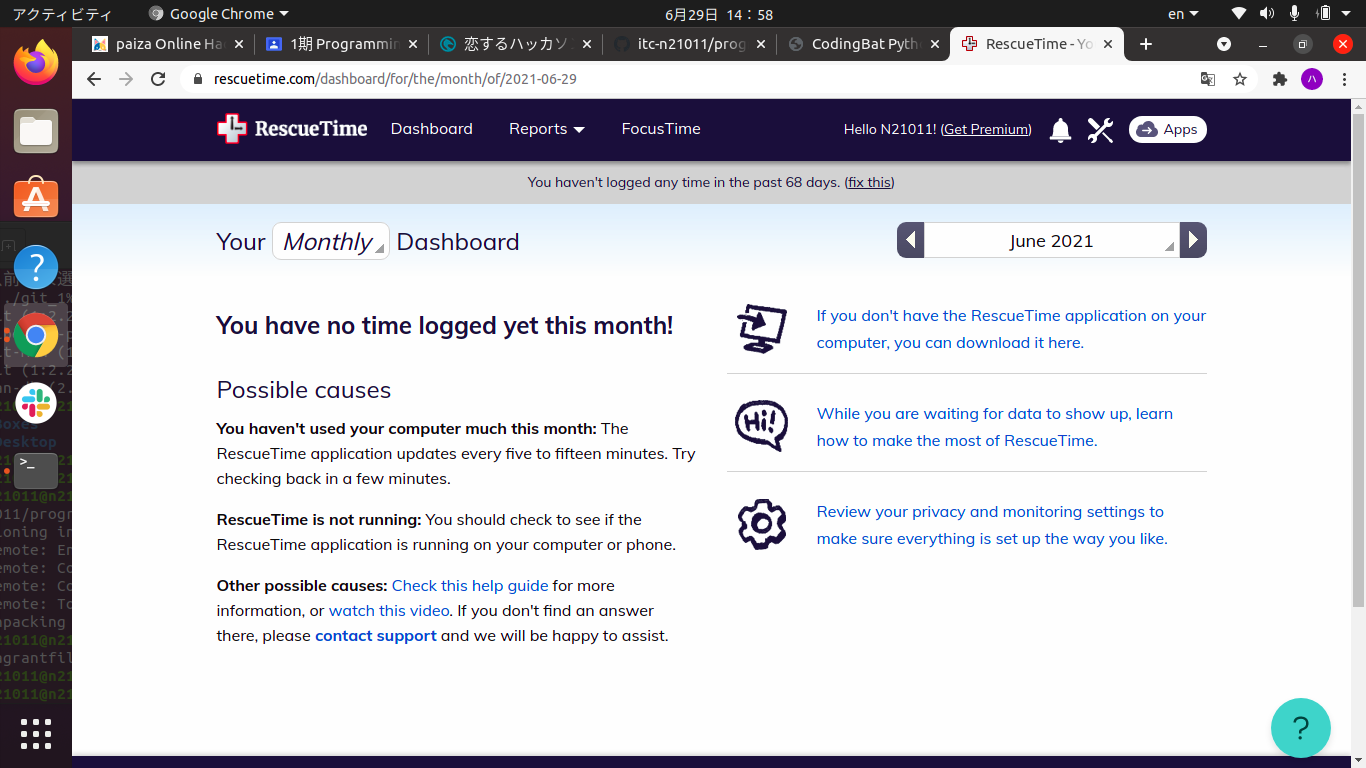 アクティビティ
Google Chrome
6月29日 14：58
en
paiza Online Ha
1期 Programmin
恋するハッカソン
itc-n21011/prog
CodingBat Pyth
RescueTime - Yo
rescuetime.com/dashboard/for/the/month/of/2021-06-29
RescueTime
Dashboard
Reports
FocusTime
Hello N21011! (Get Premium)
Apps
You haven't logged any time in the past 68 days. (fix this)
Your Monthly Dashboard
June 2021
You have no time logged yet this month!
Possible causes
You haven't used your computer much this month: The
RescueTime application updates every five to fifteen minutes. Try
checking back in a few minutes.
RescueTime is not running: You should check to see if the
RescueTime application is running on your computer or phone.
Other possible causes: Check this help guide for more
information, or watch this video. If you don't find an answer
there, please contact support and we will be happy to assist.
If you don't have the RescueTime application on your
computer, you can download it here.
Hi!
While you are waiting for data to show up, learn
how to make the most of RescueTime.
Review your privacy and monitoring settings to
make sure everything is set up the way you like.
?